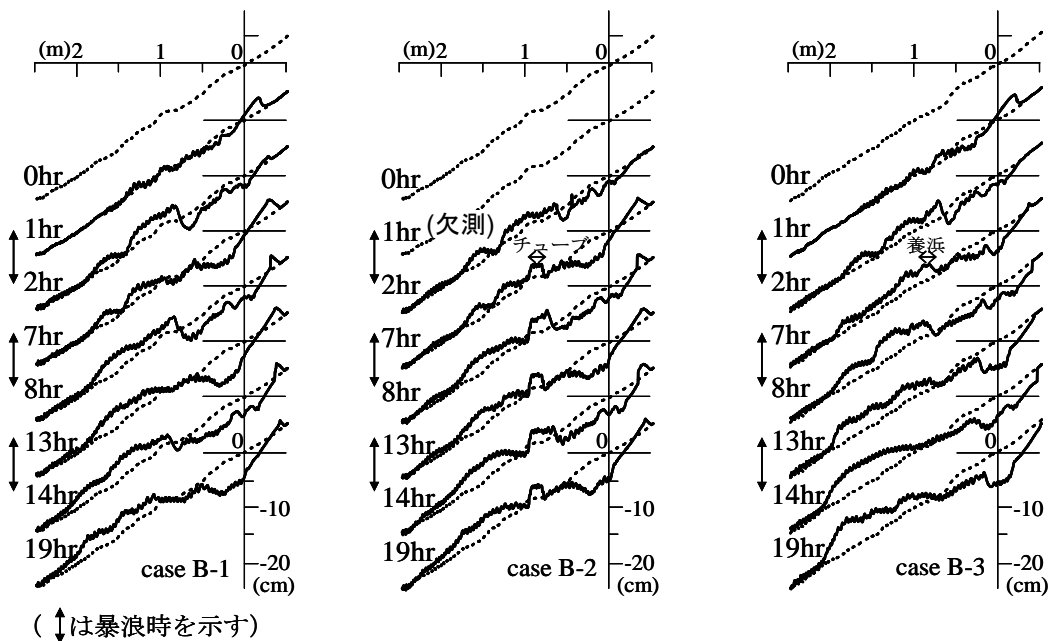 (m)2 1 0
0hr
1hr
2hr
7hr
8hr
13hr
14hr
19hr
0
-10
-20
(cm)
case B-1
(m)2 1 0
0hr
1hr (欠測)
チューブ
2hr
7hr
8hr
13hr
14hr
19hr
0
-10
-20
(cm)
case B-2
(m)2 1 0
0hr
1hr
養浜
2hr
7hr
8hr
13hr
14hr
19hr
0
-10
-20
(cm)
case B-3
(↕は暴浪時を示す)